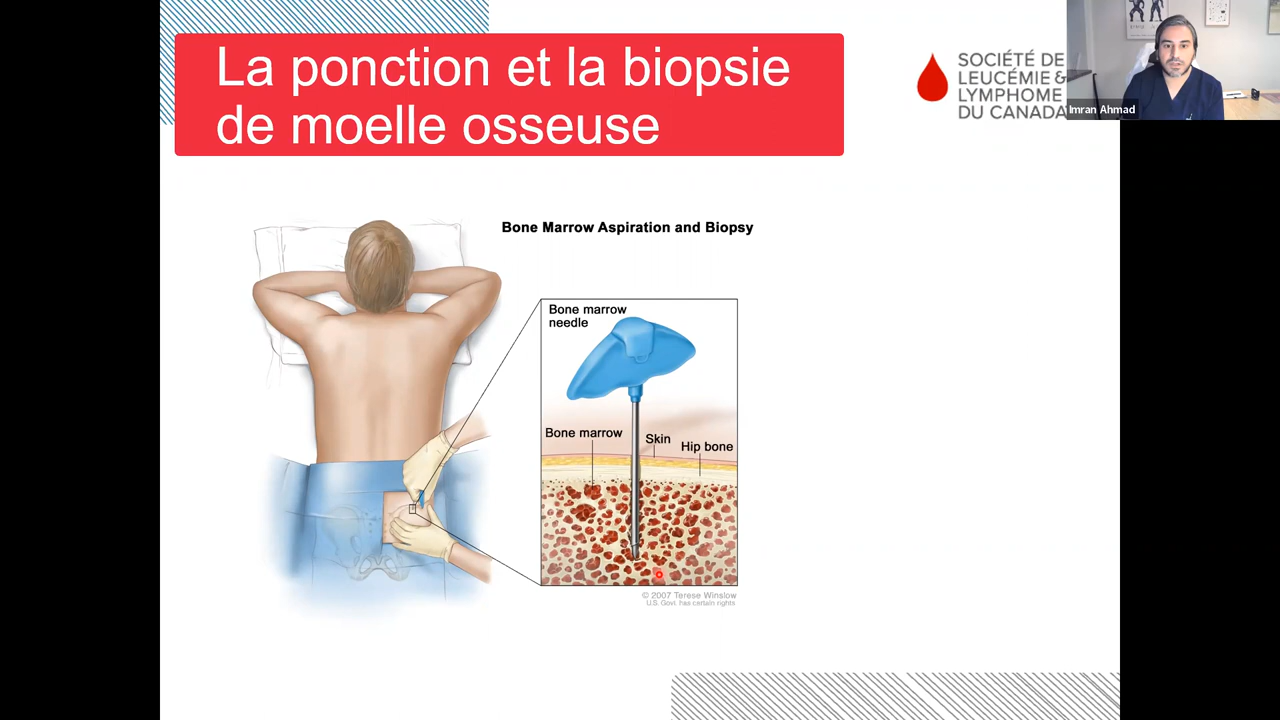 La ponction et la biopsie
de moelle osseuse
SOCIÉTÉ DE
LEUCÉMIE &
LYMPHOME
DU CANADA
Imran Ahmad
Bone Marrow Aspiration and Biopsy
Bone marrow
needle
Bone marrow
Skin
Hip bone
© 2007 Terese Winslow
U.S. Govt. has certain rights